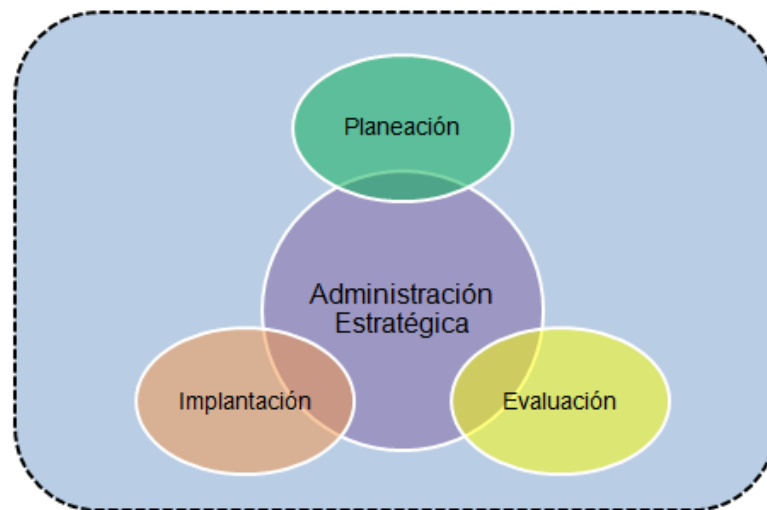 Planeación
Administración
Estratégica
Implantación
Evaluación